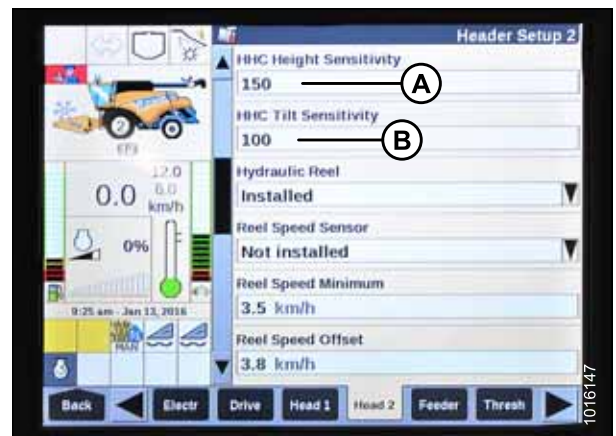 Header Setup 2
HHC Height Sensitivity
150
A
HHC Tilt Sensitivity
100
B
Hydraulic Reel
Installed
Reel Speed Sensor
Not installed
Reel Speed Minimum
3.5 km/h
Reel Speed Offset
3.8 km/h
2
12.0
0.0
6.0
km/h
0%
9:25 am - Jan 13, 2016
MAN
Back
Electr
Drive
Head 1
Head 2
Feeder
Thresh
1016147